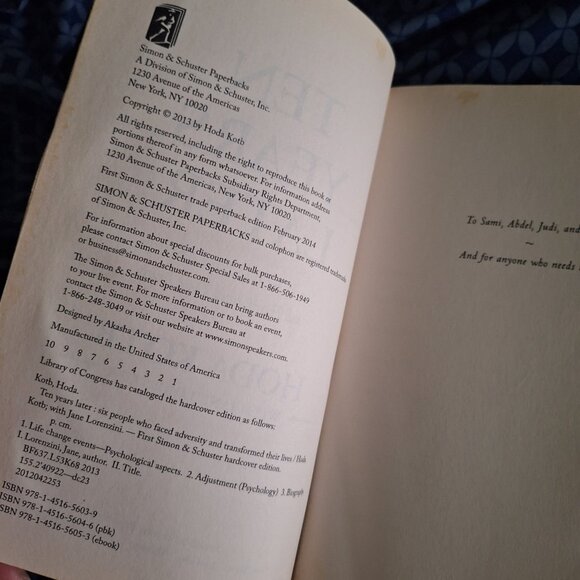 Simon & Schuster Paperbacks
A Division of Simon & Schuster, Inc.
1230 Avenue of the Americas
New York, NY 10020
Copyright © 2013 by Hoda Kotb
All rights reserved, including the right to reproduce this book or
portions thereof in any form whatsoever. For information address
Simon & Schuster Paperbacks Subsidiary Rights Department,
1230 Avenue of the Americas, New York, NY 10020.
First Simon & Schuster trade paperback edition February 2014
SIMON & SCHUSTER PAPERBACKS and colophon are registered trademarks
of Simon & Schuster, Inc.
For information about special discounts for bulk purchases,
please contact Simon & Schuster Special Sales at 1-866-506-1949
or business@simonandschuster.com.
The Simon & Schuster Speakers Bureau can bring authors
to your live event. For more information or to book an event,
contact the Simon & Schuster Speakers Bureau at
1-866-248-3049 or visit our website at www.simonspeakers.com.
Designed by Akasha Archer
Manufactured in the United States of America
10 9 8 7 6 5 4 3 2 1
Library of Congress has cataloged the hardcover edition as follows:
Kotb, Hoda.
Ten years later : six people who faced adversity and transformed their lives / Hoda
Kotb; with Jane Lorenzini. — First Simon & Schuster hardcover edition.
p. cm.
1. Life change events—Psychological aspects. 2. Adjustment (Psychology) 3. Biography
I. Lorenzini, Jane, author. II. Title.
BF637.L53K68 2013
155.2'40922—dc23
2012042253
ISBN 978-1-4516-5603-9
ISBN 978-1-4516-5604-6 (pbk)
ISBN 978-1-4516-5605-3 (ebook)
To Sami, Abdel, Judi, and
~
And for anyone who needs